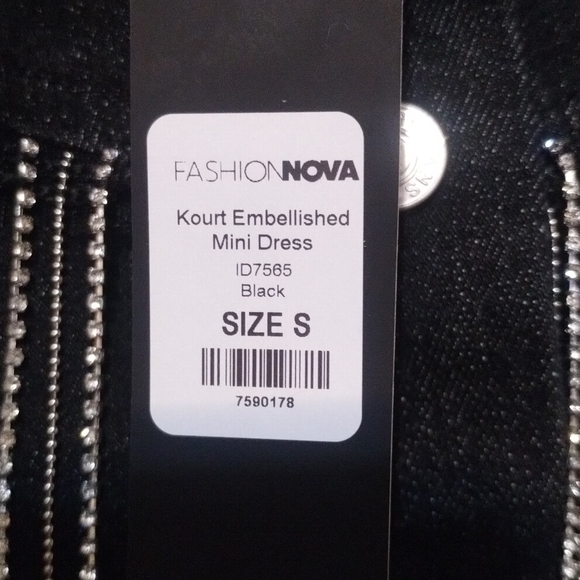 FASHIONNOVA
Kourt Embellished
Mini Dress
ID7565
Black
SIZE S
7590178